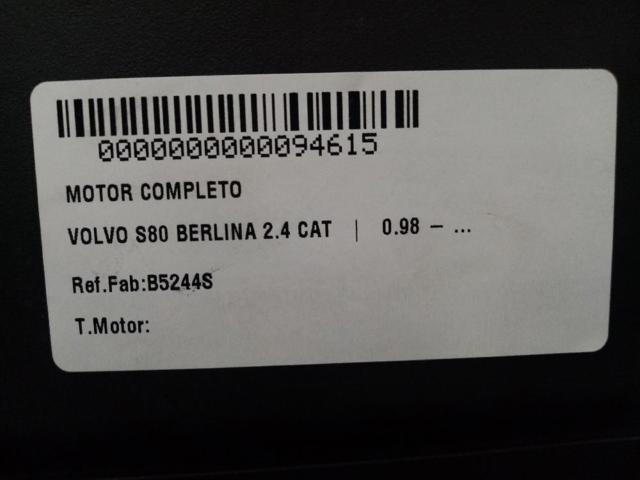 0000000000094615
MOTOR COMPLETO
VOLVO S80 BERLINA 2.4 CAT | 0.98 – ...
Ref.Fab:B5244S
T.Motor: